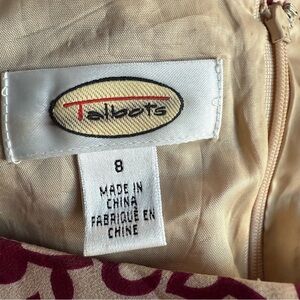 Talbots
8
MADE IN
CHINA
FABRIQUÉ EN
CHINE